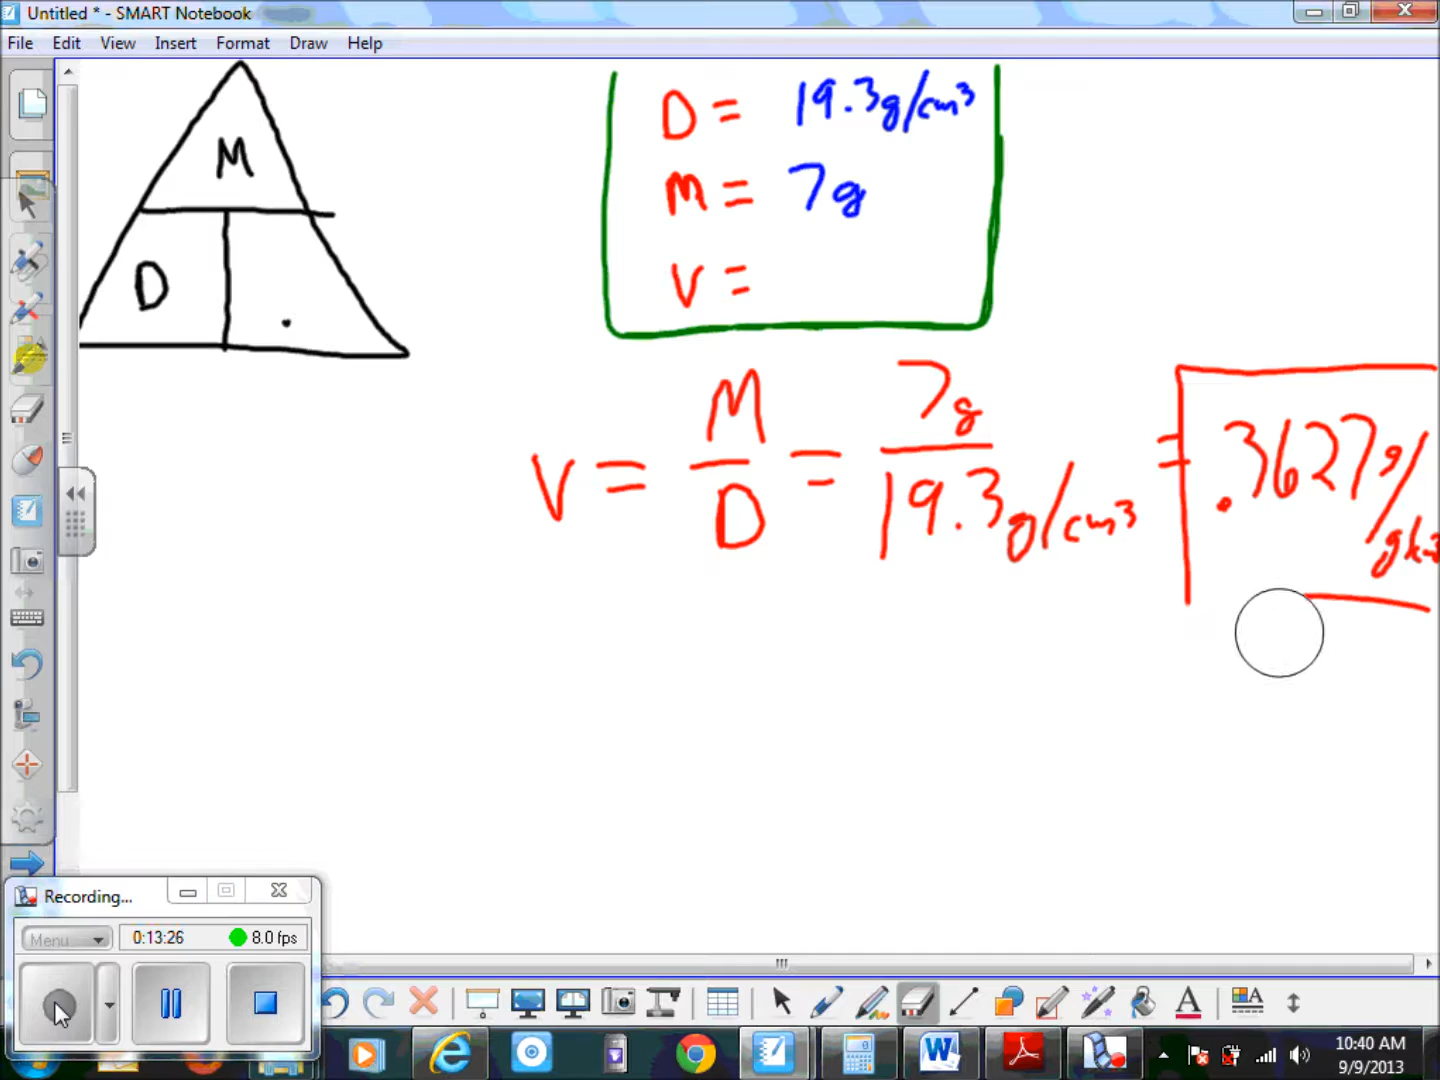 Untitled * - SMART Notebook
File Edit View Insert Format Draw Help
M
D
.
D = 19.3g/cm³
M = 7g
V =
V = M/D = 7g/19.3g/cm³ = .3627g/
Recording...
Menu
0:13:26
8.0 fps
A
A
10:40 AM
9/9/2013